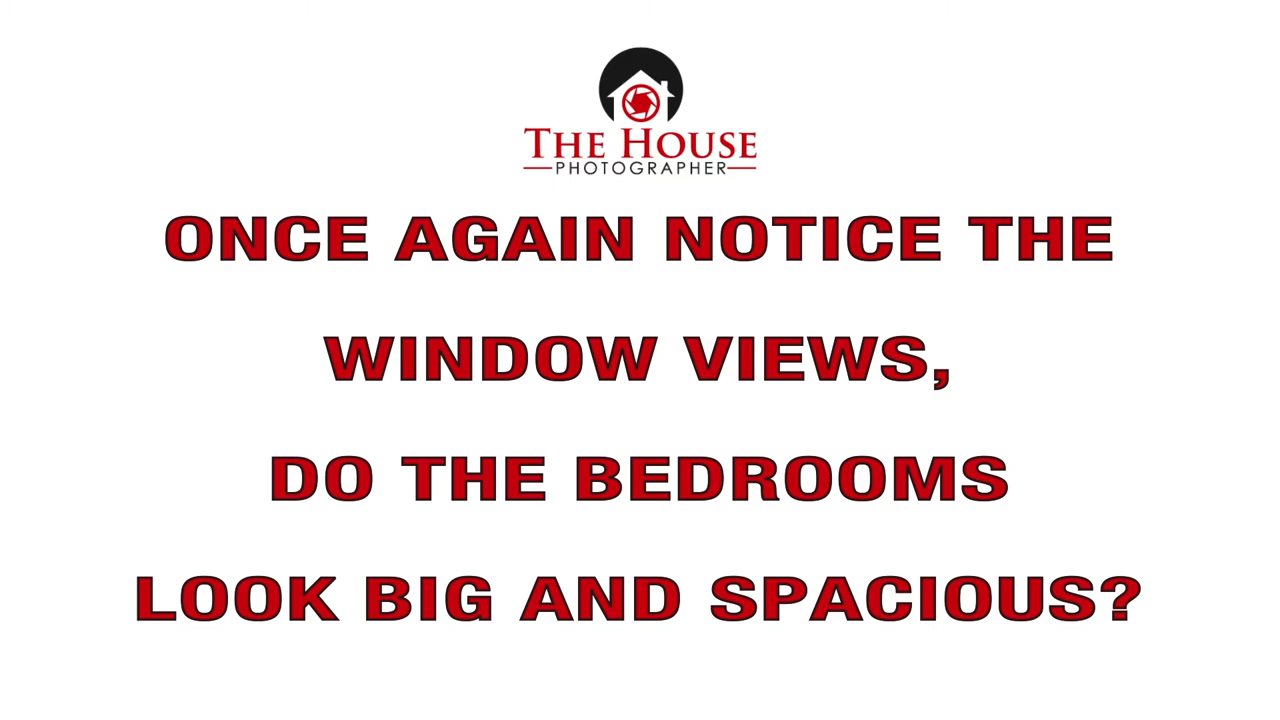 THE HOUSE
PHOTOGRAPHER
ONCE AGAIN NOTICE THE
WINDOW VIEWS,
DO THE BEDROOMS
LOOK BIG AND SPACIOUS?